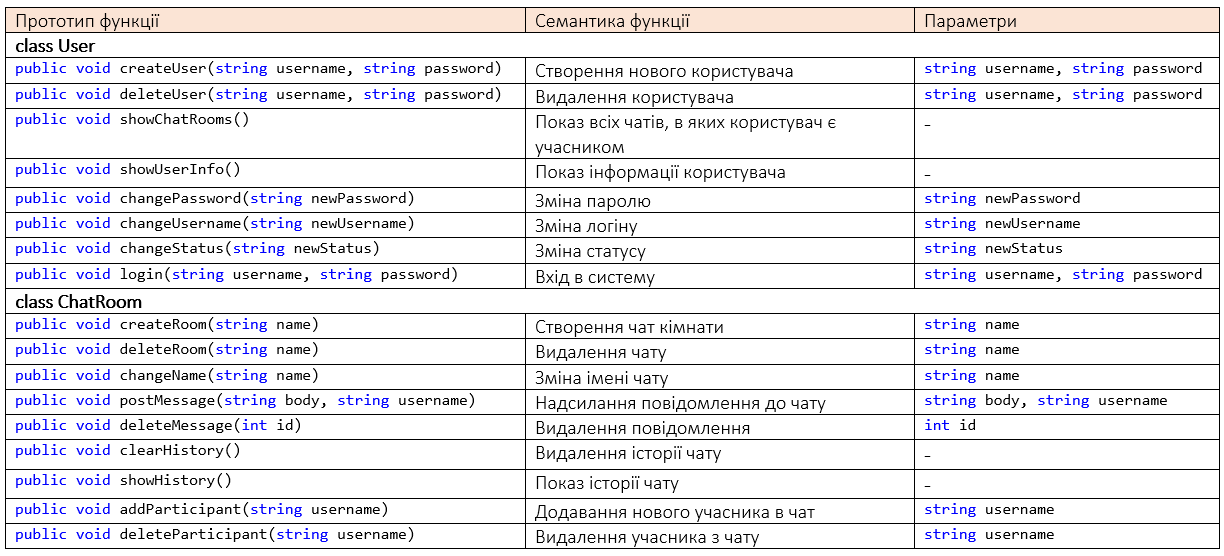 Прототип функції Семантика функції Параметри
class User
public void createUser(string username, string password) Створення нового користувача string username, string password
public void deleteUser(string username, string password) Видалення користувача string username, string password
public void showChatRooms() Показ всіх чатів, в яких користувач є -
учасником
public void showUserInfo() Показ інформації користувача -
public void changePassword(string newPassword) Зміна паролю string newPassword
public void changeUsername(string newUsername) Зміна логіну string newUsername
public void changeStatus(string newStatus) Зміна статусу string newStatus
public void login(string username, string password) Вхід в систему string username, string password
class ChatRoom
public void createRoom(string name) Створення чат кімнати string name
public void deleteRoom(string name) Видалення чату string name
public void changeName(string name) Зміна імені чату string name
public void postMessage(string body, string username) Надсилання повідомлення до чату string body, string username
public void deleteMessage(int id) Видалення повідомлення int id
public void clearHistory() Видалення історії чату -
public void showHistory() Показ історії чату -
public void addParticipant(string username) Додавання нового учасника в чат string username
public void deleteParticipant(string username) Видалення учасника з чату string username